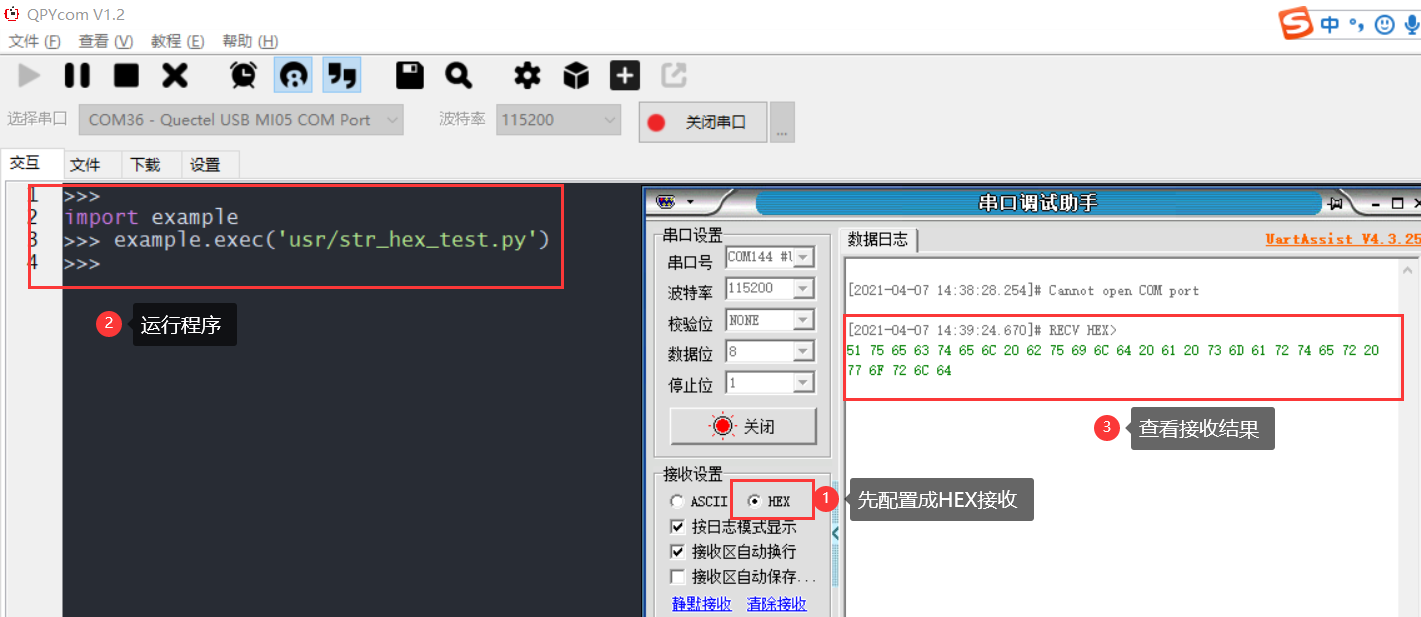 QPYcom V1.2
中 °,
文件 (F) 查看 (V) 教程 (E) 帮助 (H)
选择串口 COM36 - Quectel USB MI05 COM Port 波特率 115200 关闭串口 ...
交互 文件 下载 设置
1 >>>
2 import example
3 >>> example.exec('usr/str_hex_test.py')
4 >>>
2 运行程序
串口调试助手
串口设置
串口号 COM144 #U
波特率 115200
校验位 NONE
数据位 8
停止位 1
关闭
接收设置
ASCII HEX
按日志模式显示
接收区自动换行
接收区自动保存...
静默接收 清除接收
数据日志 UartAssist V4.3.25
[2021-04-07 14:38:28.254]# Cannot open COM port
[2021-04-07 14:39:24.670]# RECV HEX>
51 75 65 63 74 65 6C 20 62 75 69 6C 64 20 61 20 73 6D 61 72 74 65 72 20
77 6F 72 6C 64
3 查看接收结果
1 先配置成HEX接收